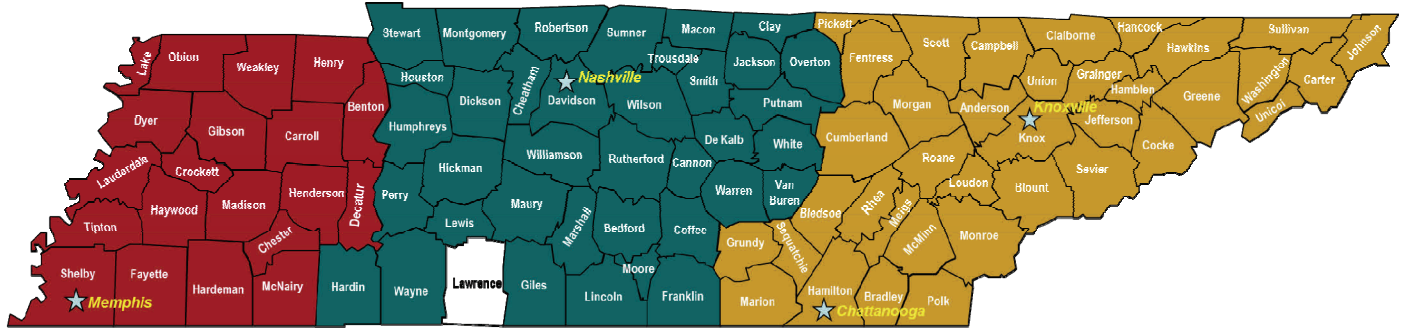 Lake
Obion
Weakley
Henry
Dyer
Gibson
Carroll
Benton
Lauderdale
Crockett
Haywood
Madison
Henderson
Decatur
Tipton
Chester
Shelby
Memphis
Fayette
Hardeman
McNairy
Stewart
Montgomery
Robertson
Sumner
Macon
Clay
Trousdale
Houston
Dickson
Cheatham
Nashville
Davidson
Wilson
Smith
Jackson
Overton
Putnam
Humphreys
Hickman
Williamson
Rutherford
Cannon
De Kalb
White
Perry
Lewis
Maury
Marshall
Bedford
Coffee
Warren
Van
Buren
Hardin
Wayne
Lawrence
Giles
Lincoln
Moore
Franklin
Pickett
Fentress
Scott
Campbell
Claiborne
Hancock
Hawkins
Sullivan
Johnson
Morgan
Anderson
Union
Grainger
Hamblen
Greene
Washington
Carter
Unicoi
Knoxville
Knox
Jefferson
Cocke
Cumberland
Roane
Loudon
Blount
Sevier
Bledsoe
Rhea
Meigs
McMinn
Monroe
Grundy
Sequatchie
Marion
Hamilton
Chattanooga
Bradley
Polk